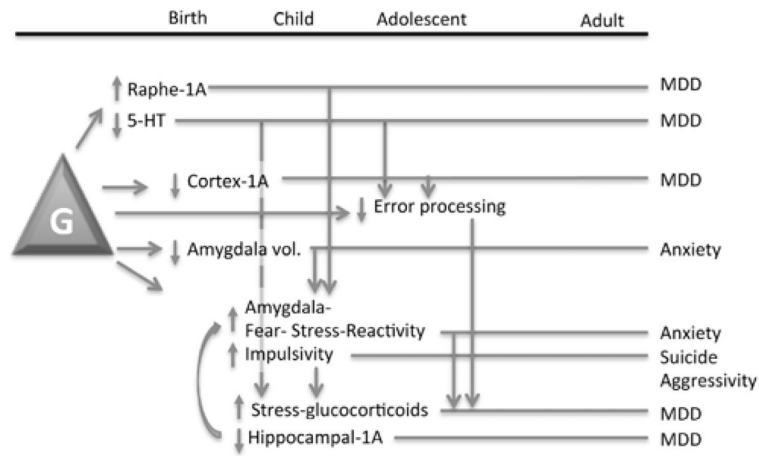 Birth Child Adolescent Adult
Raphe-1A MDD
5-HT MDD
Cortex-1A MDD
Error processing
G
Amygdala vol. Anxiety
Amygdala-
Fear- Stress-Reactivity Anxiety
Impulsivity Suicide
Aggressivity
Stress-glucocorticoids MDD
Hippocampal-1A MDD